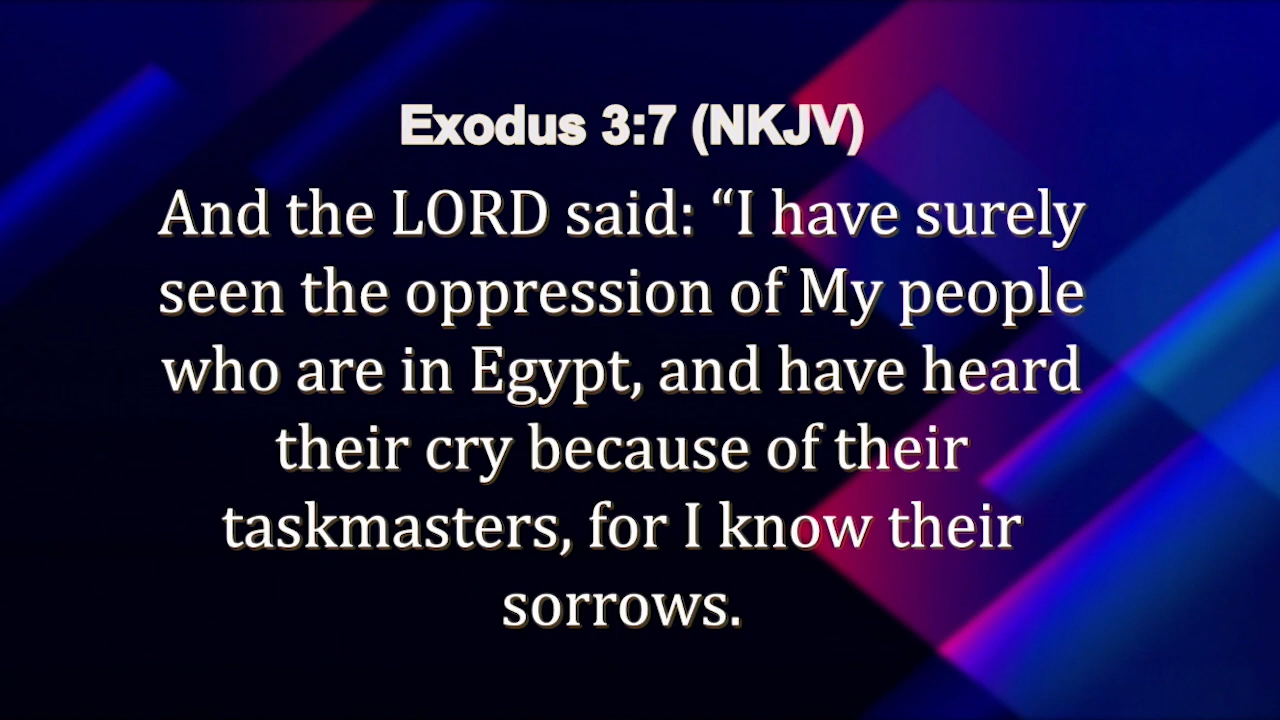 Exodus 3:7 (NKJV)
And the LORD said: “I have surely
seen the oppression of My people
who are in Egypt, and have heard
their cry because of their
taskmasters, for I know their
sorrows.